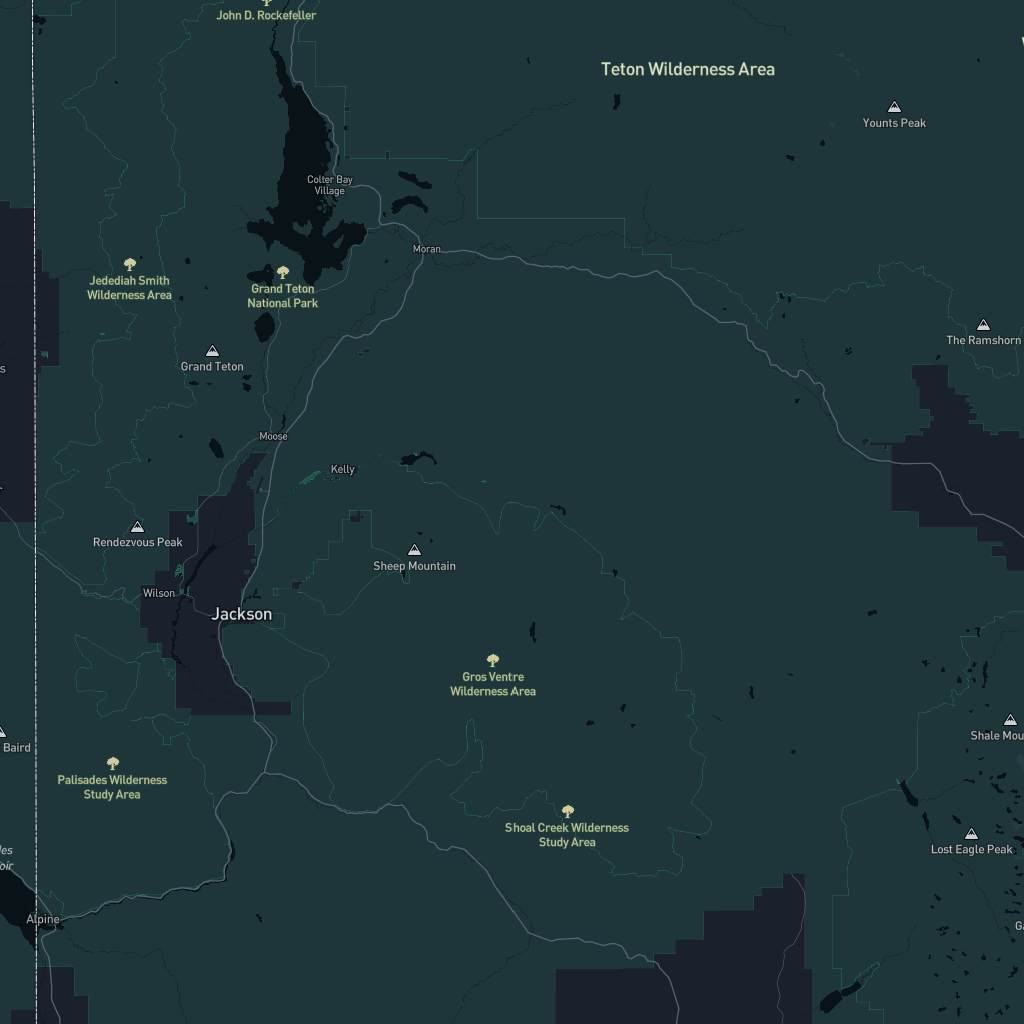 John D. Rockefeller
Teton Wilderness Area
Younts Peak
Colter Bay
Village
Moran
Jedediah Smith
Wilderness Area
Grand Teton
National Park
The Ramshorn
Grand Teton
Moose
Kelly
Rendezvous Peak
Sheep Mountain
Wilson
Jackson
Gros Ventre
Wilderness Area
Shale Mou
Baird
Palisades Wilderness
Study Area
Shoal Creek Wilderness
Study Area
Lost Eagle Peak
Alpine